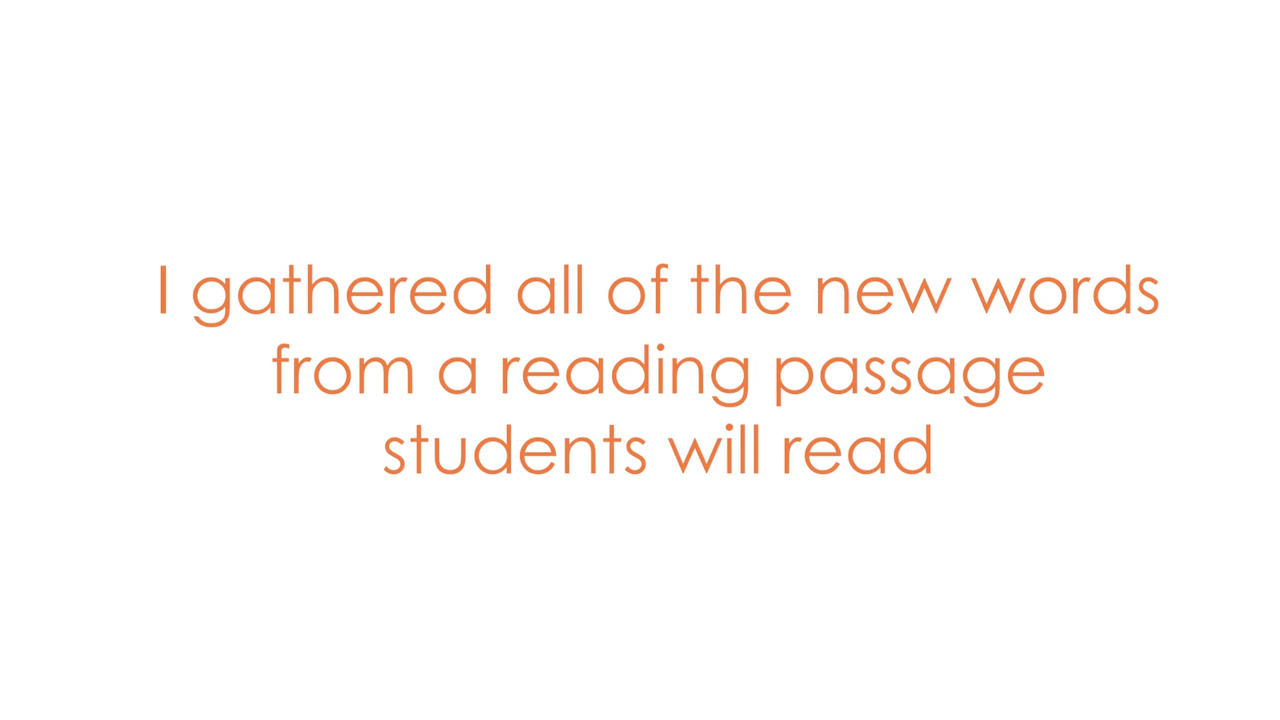 I gathered all of the new words
from a reading passage
students will read